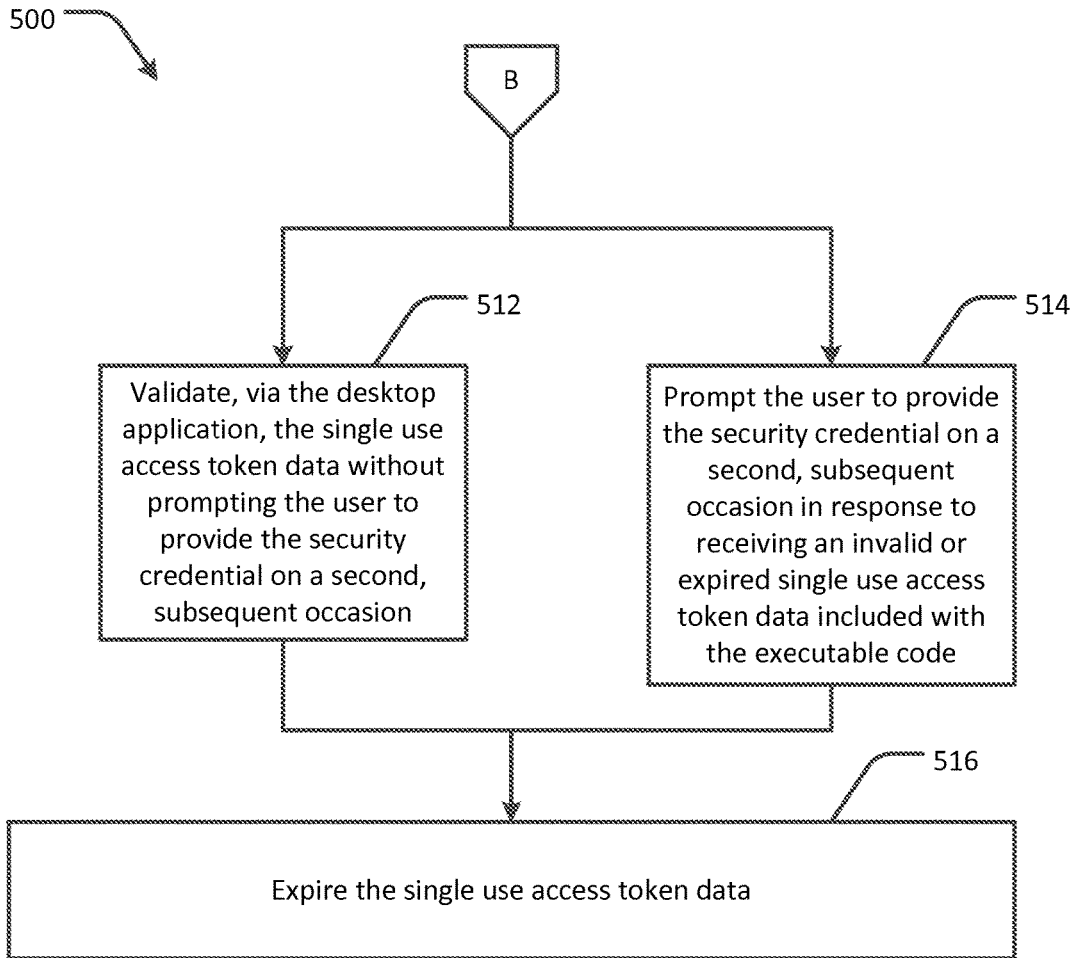 500
B
512
514
Validate, via the desktop
application, the single use
access token data without
prompting the user to
provide the security
credential on a second,
subsequent occasion
Prompt the user to provide
the security credential on a
second, subsequent
occasion in response to
receiving an invalid or
expired single use access
token data included with
the executable code
516
Expire the single use access token data